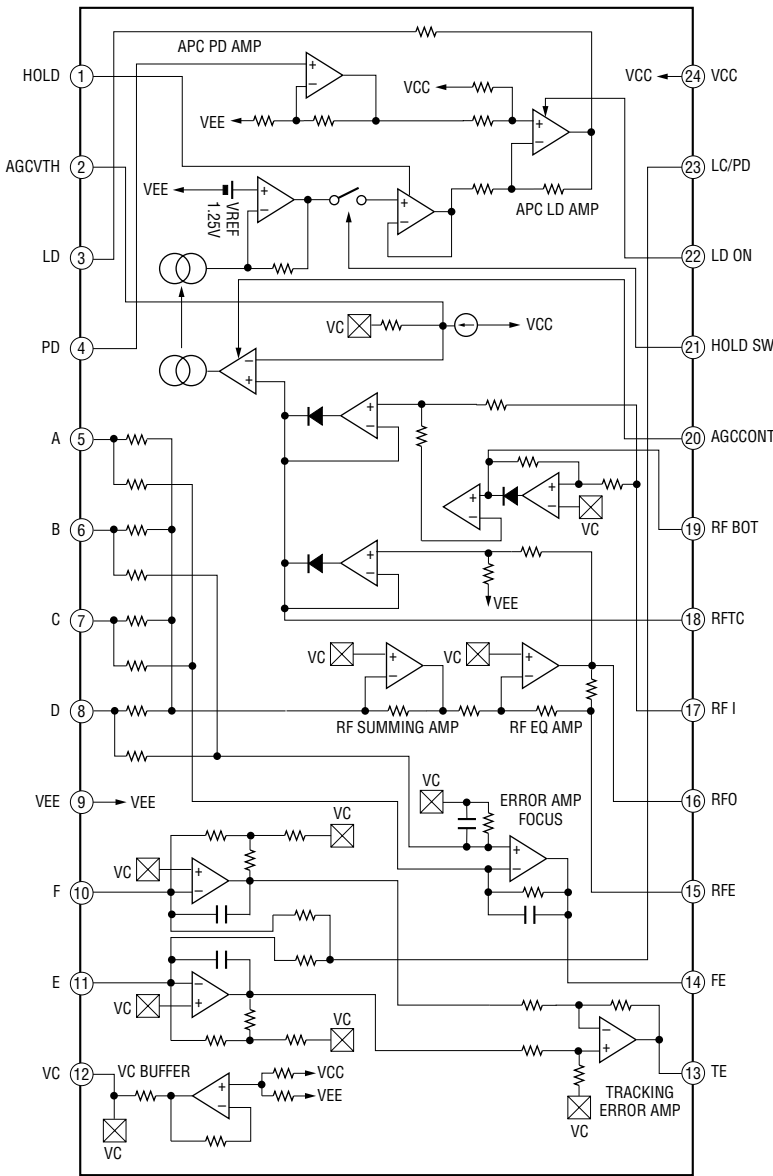 APC PD AMP
HOLD 1
VCC
VCC 24 VCC
VEE
AGCVTH 2
23 LC/PD
VEE
VREF
1.25V
APC LD AMP
LD 3
22 LD ON
VC
VCC
PD 4
21 HOLD SW
A 5
20 AGCCONT
B 6
VC
19 RF BOT
VEE
C 7
18 RFTC
VC
VC
D 8
RF SUMMING AMP
RF EQ AMP
17 RF I
VC
ERROR AMP
FOCUS
VEE 9 VEE
16 RFO
VC
VC
F 10
15 RFE
E 11
14 FE
VC
VC
VC 12
VC BUFFER
VCC
VEE
13 TE
TRACKING
ERROR AMP
VC
VC